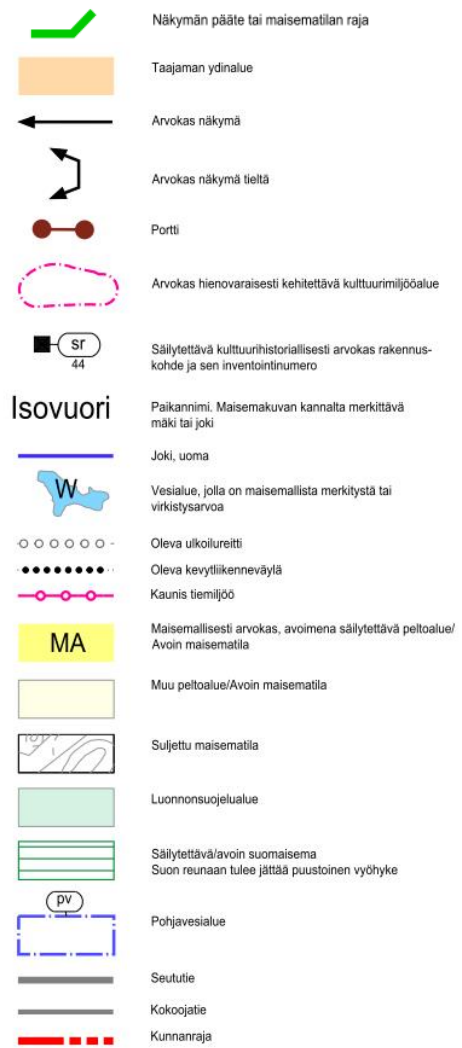 Näkymän pääte tai maisematilan raja
Taajaman ydinalue
Arvokas näkymä
Arvokas näkymä tieltä
Portti
Arvokas hienovaraisesti kehitettävä kulttuurimiljööalue
sr
44
Säilytettävä kulttuurihistoriallisesti arvokas rakennus-
kohde ja sen inventointinumero
Isovuori
Paikannimi. Maisemakuvan kannalta merkittävä
mäki tai joki
Joki, uoma
W
Vesialue, jolla on maisemallista merkitystä tai
virkistysarvoa
Oleva ulkoilureitti
Oleva kevytliikenneväylä
Kaunis tiemiljöö
MA
Maisemallisesti arvokas, avoimena säilytettävä peltoalue/
Avoin maisematila
Muu peltoalue/Avoin maisematila
Suljettu maisematila
Luonnonsuojelualue
Säilytettävä/avoin suomaisema
Suon reunaan tulee jättää puustoinen vyöhyke
pv
Pohjavesialue
Seututie
Kokoojatie
Kunnanraja